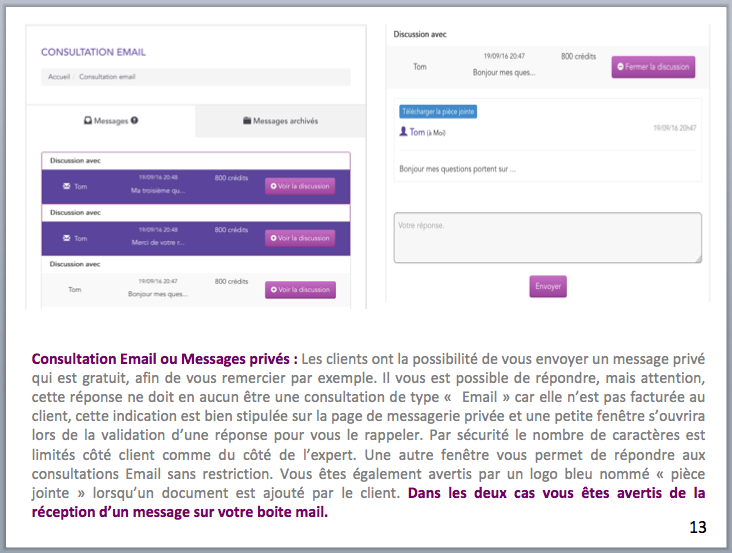 CONSULTATION EMAIL
Accueil / Consultation email
Messages
Messages archivés
Discussion avec
Tom
19/09/16 20:48
Ma troisième qu...
800 crédits
Voir la discussion
Discussion avec
Tom
19/09/16 20:48
Merci de votre r...
800 crédits
Voir la discussion
Discussion avec
Tom
19/09/16 20:47
Bonjour mes ques...
800 crédits
Voir la discussion
Discussion avec
Tom
19/09/16 20:47
Bonjour mes ques...
800 crédits
Fermer la discussion
Télécharger la pièce jointe
Tom (à Moi)
19/09/16 20h47
Bonjour mes questions portent sur ...
Votre réponse.
Envoyer
Consultation Email ou Messages privés : Les clients ont la possibilité de vous envoyer un message privé
qui est gratuit, afin de vous remercier par exemple. Il vous est possible de répondre, mais attention,
cette réponse ne doit en aucun être une consultation de type « Email » car elle n'est pas facturée au
client, cette indication est bien stipulée sur la page de messagerie privée et une petite fenêtre s'ouvrira
lors de la validation d'une réponse pour vous le rappeler. Par sécurité le nombre de caractères est
limités côté client comme du côté de l'expert. Une autre fenêtre vous permet de répondre aux
consultations Email sans restriction. Vous êtes également avertis par un logo bleu nommé « pièce
jointe » lorsqu'un document est ajouté par le client. Dans les deux cas vous êtes avertis de la
réception d'un message sur votre boite mail.
13